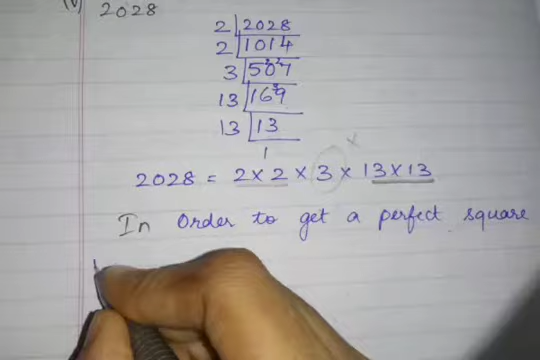 (v) 2028
2 | 2028
2 | 1014
3 | 507
13 | 169
13 | 13
1
2028 = 2 × 2 × 3 × 13 × 13
In Order to get a perfect square